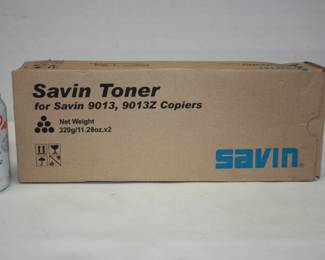 Savin Toner
for Savin 9013, 9013Z Copiers
Net Weight
320g/11.28oz.x2
savin®